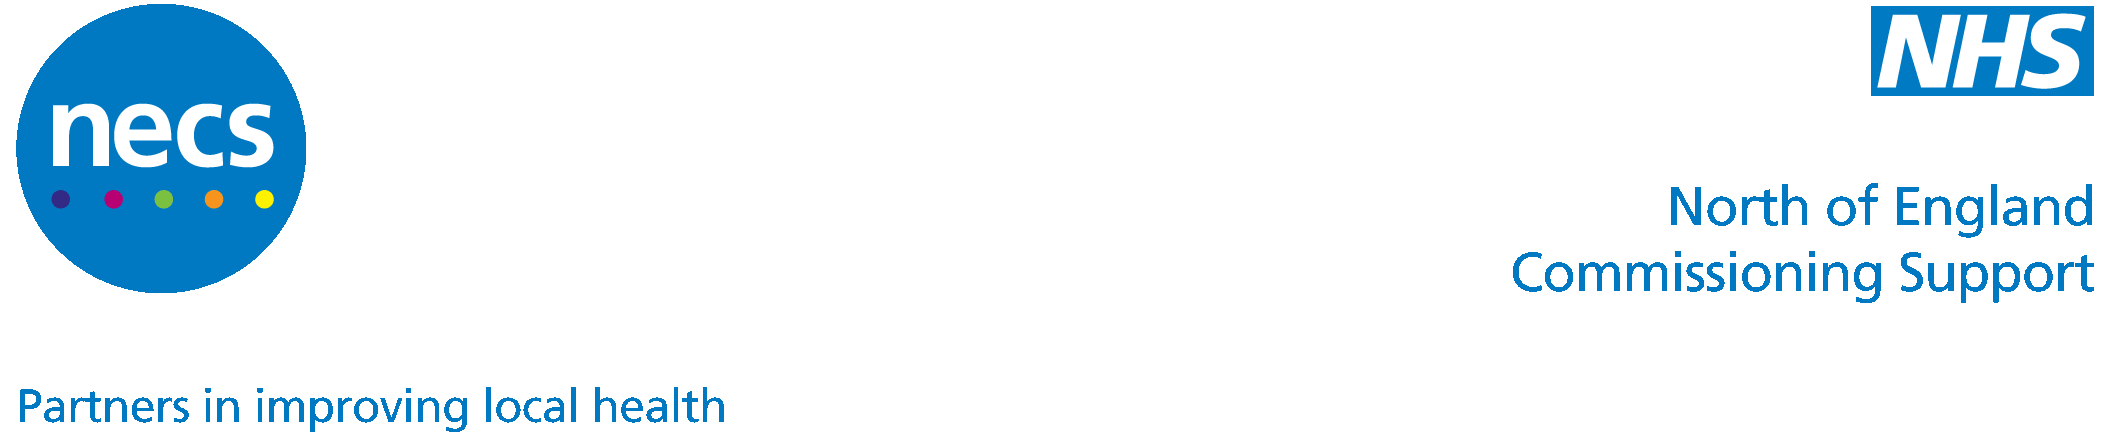 necs
NHS
North of England
Commissioning Support
Partners in improving local health